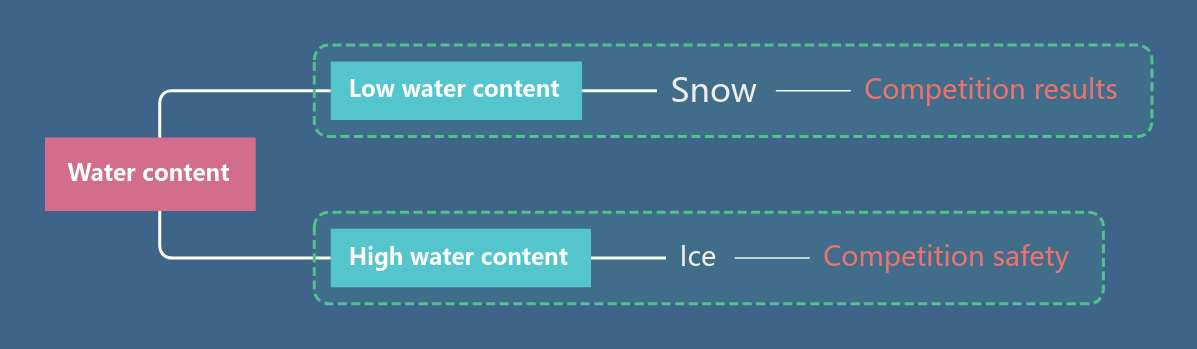 Water content
Low water content
Snow
Competition results
High water content
Ice
Competition safety